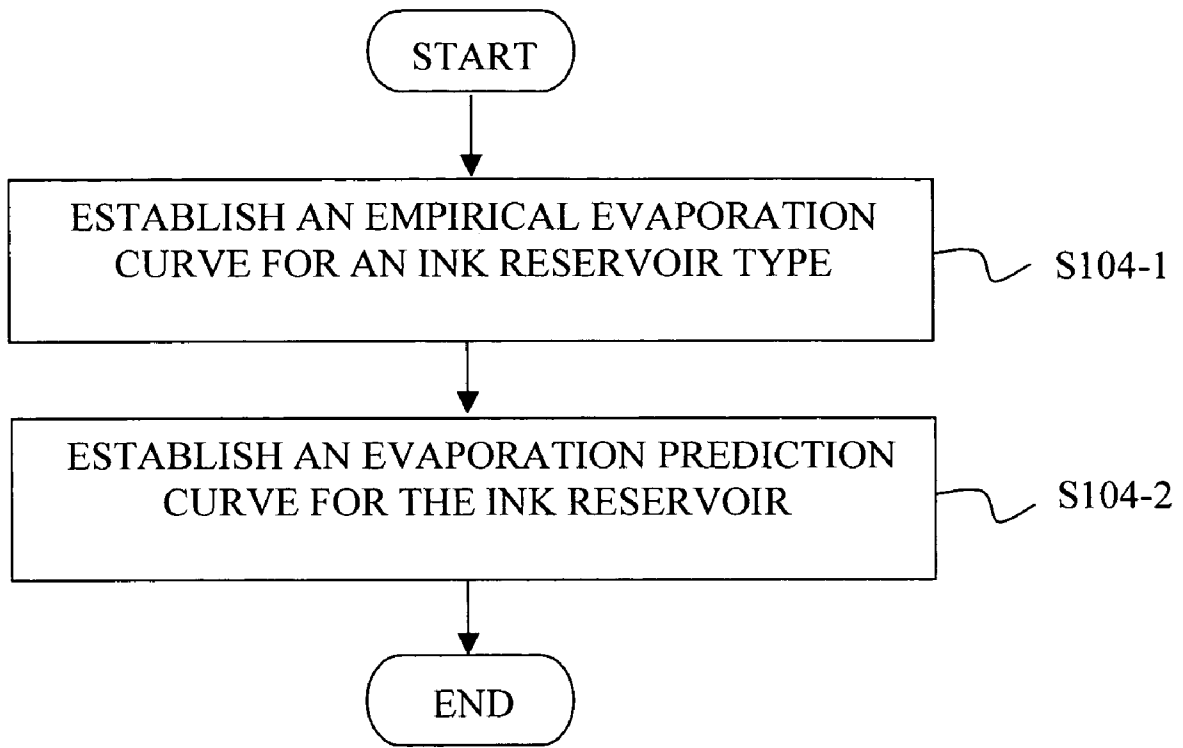 START
ESTABLISH AN EMPIRICAL EVAPORATION
CURVE FOR AN INK RESERVOIR TYPE
S104-1
ESTABLISH AN EVAPORATION PREDICTION
CURVE FOR THE INK RESERVOIR
S104-2
END